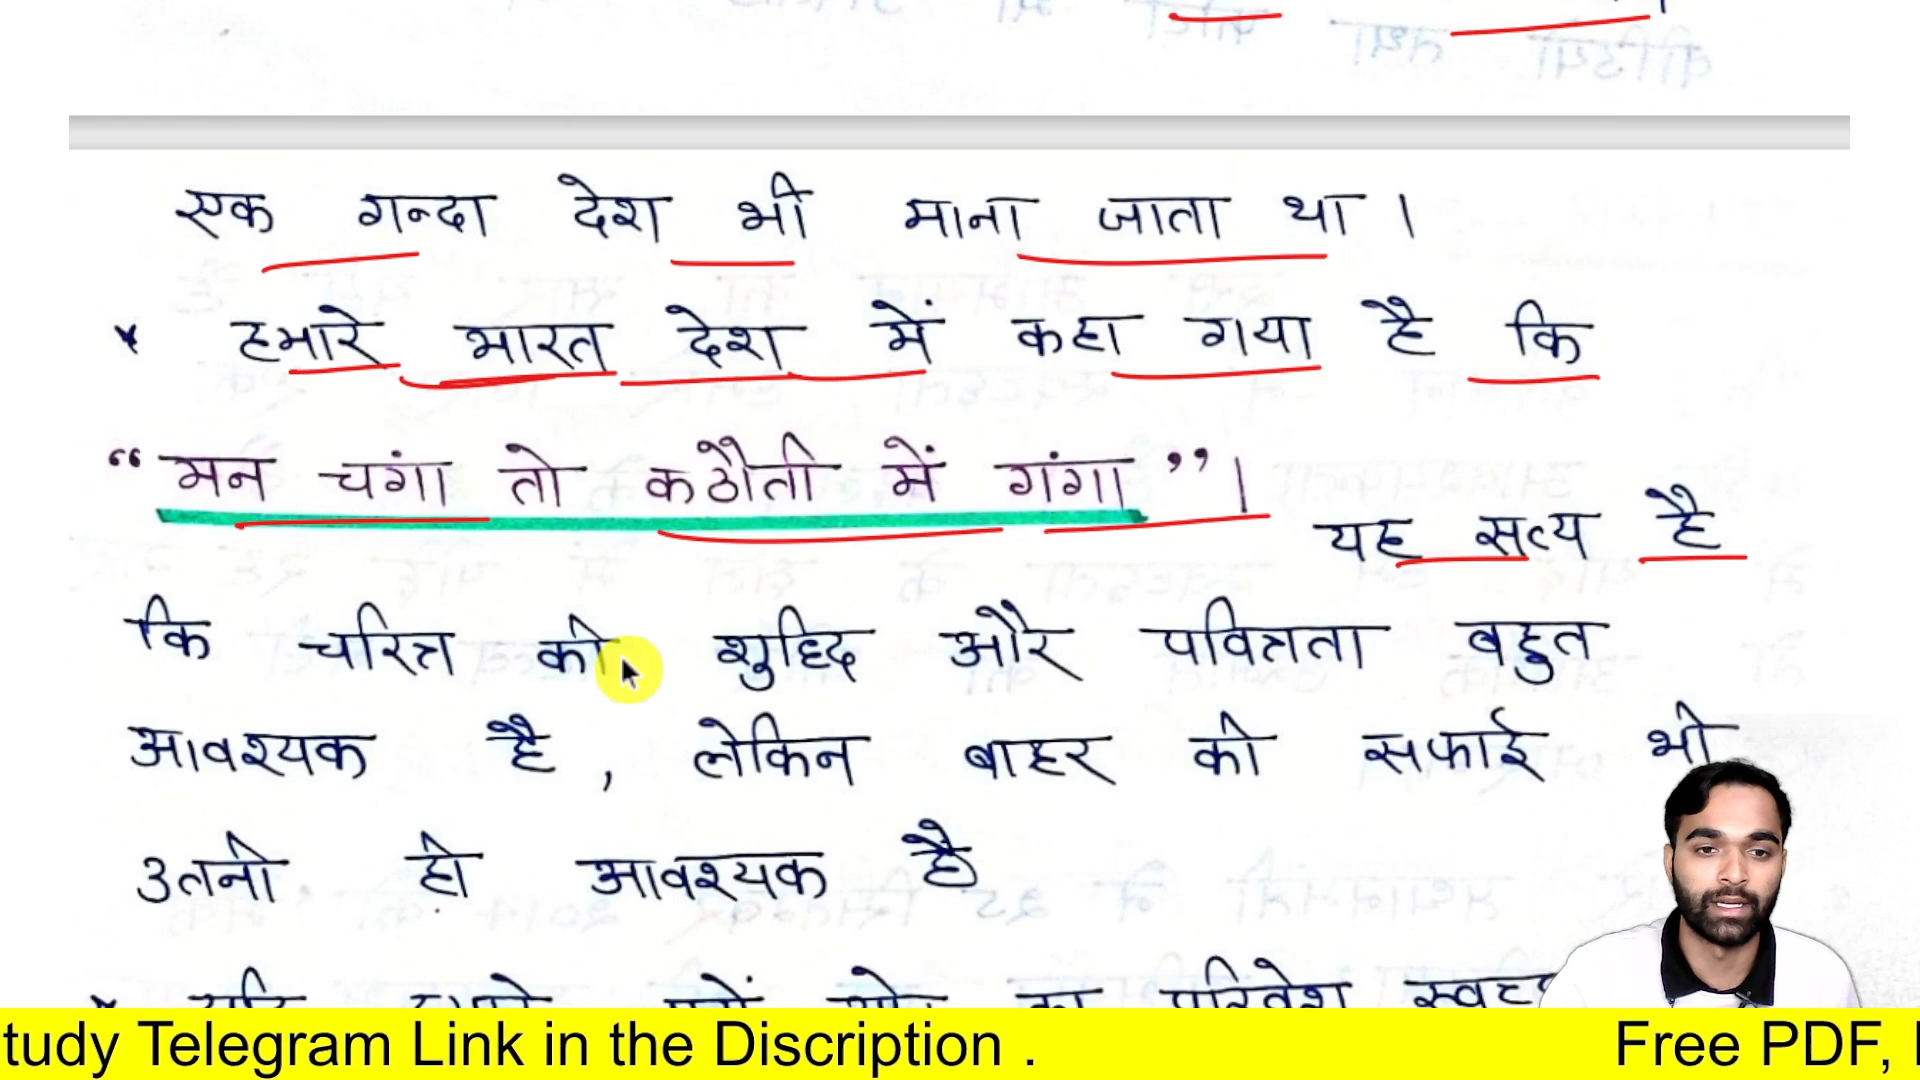 एक गन्दा देश भी माना जाता था ।
* हमारे भारत देश में कहा गया है कि
“ मन चगंा तो कठौती में गंगा ” ।
यह सत्य है
कि चरित्र की शुद्धि और पवित्रता बहुत
आवश्यक है , लेकिन बाहर की सफाई भी
उतनी ही आवश्यक है
tudy Telegram Link in the Discription .
Free PDF,